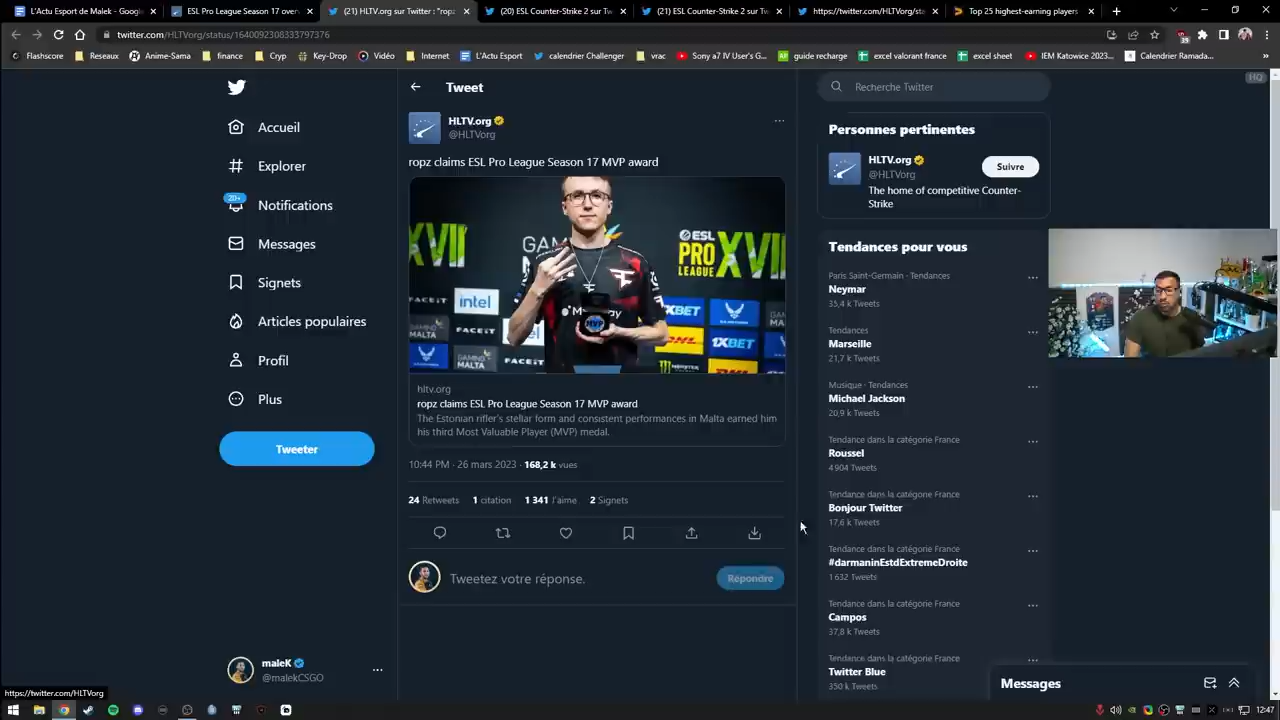 L'Actu Esport de Malek - Google
ESL Pro League Season 17 over
(21) HLTV.org sur Twitter : "ropz
(20) ESL Counter-Strike 2 sur Tw
(21) ESL Counter-Strike 2 sur Tw
https://twitter.com/HLTVorg/sta
Top 25 highest-earning players
twitter.com/HLTVorg/status/1640092308333797376
Flashscore
Reseaux
Anime-Sama
finance
Cryp
Kep-Drop
Vidéo
Internet
L'Actu Esport
calendrier Challenger
vrac
Sony a7 IV User's G...
guide recharge
excel valorant france
excel sheet
IEM Katowice 2023...
Calendrier Ramada...
Tweet
Recherche Twitter
HQ
Accueil
Explorer
20+
Notifications
Messages
Signets
Articles populaires
Profil
Plus
Tweeter
maleK
@malekCSGO
HLTV.org
@HLTVorg
ropz claims ESL Pro League Season 17 MVP award
XVII
GAM
ESL
PRO
LEAGUE
XVII
FACEIT
intel
GAMING
MALTA
FACEIT
MVP
1XBET
DHL
1XBET
hltv.org
ropz claims ESL Pro League Season 17 MVP award
The Estonian rifler's stellar form and consistent performances in Malta earned him
his third Most Valuable Player (MVP) medal.
10:44 PM · 26 mars 2023 · 168,2 k vues
24 Retweets 1 citation 1 341 J'aime 2 Signets
Tweetez votre réponse.
Répondre
Personnes pertinentes
HLTV.org
@HLTVorg
Suivre
The home of competitive Counter-
Strike
Tendances pour vous
Paris Saint-Germain · Tendances
Neymar
35,4 k Tweets
Tendances
Marseille
21,7 k Tweets
Musique · Tendances
Michael Jackson
20,9 k Tweets
Tendance dans la catégorie France
Roussel
4 904 Tweets
Tendance dans la catégorie France
Bonjour Twitter
17,6 k Tweets
Tendance dans la catégorie France
#darmaninEstdExtremeDroite
1 632 Tweets
Tendance dans la catégorie France
Campos
37,8 k Tweets
Tendance dans la catégorie France
Twitter Blue
350 k Tweets
Messages
https://twitter.com/HLTVorg
12:47